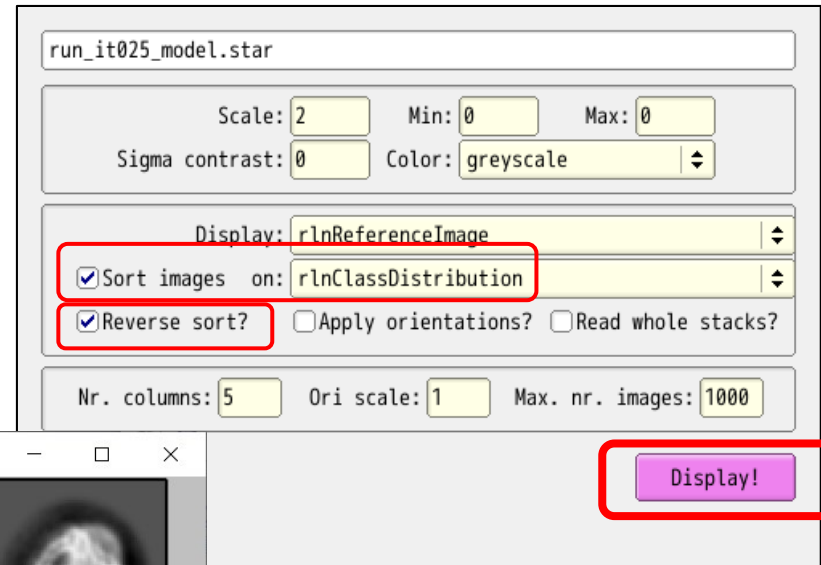 run_it025_model.star
Scale: 2 Min: 0 Max: 0
Sigma contrast: 0 Color: greyscale
Display: rlnReferenceImage
Sort images on: rlnClassDistribution
Reverse sort? Apply orientations? Read whole stacks?
Nr. columns: 5 Ori scale: 1 Max. nr. images: 1000
Display!